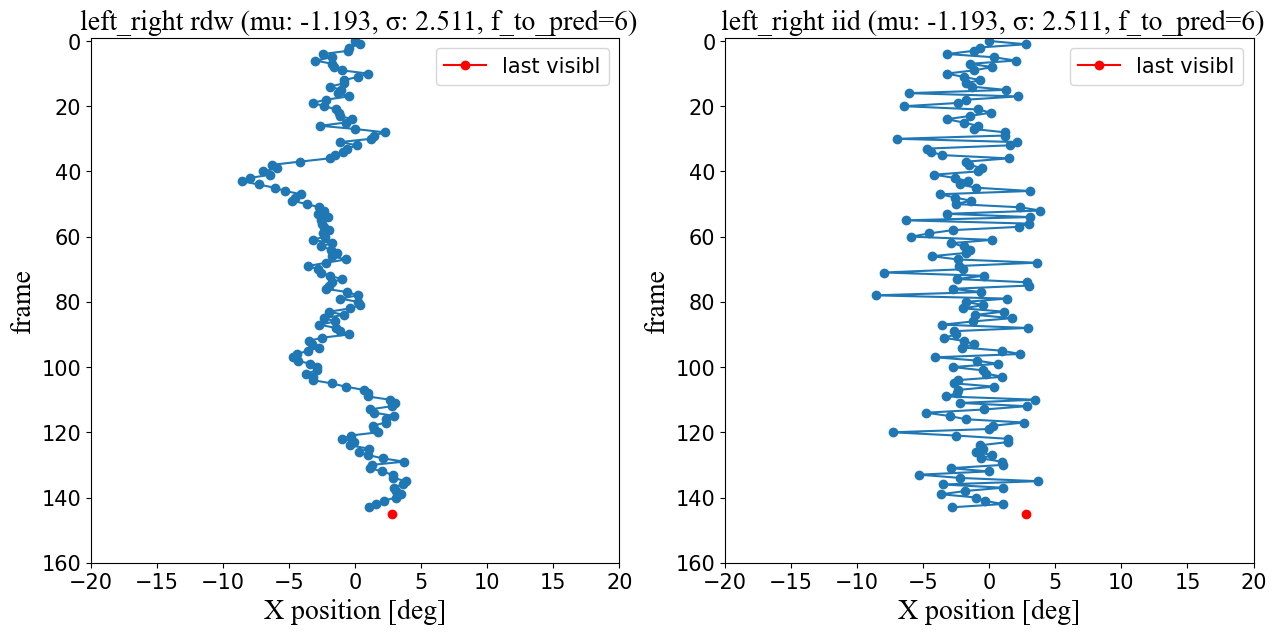 left_right rdw (mu: -1.193, σ: 2.511, f_to_pred=6)
last visibl
0
20
40
60
80
100
120
140
160
frame
−20 −15 −10 −5 0 5 10 15 20
X position [deg]
left_right iid (mu: -1.193, σ: 2.511, f_to_pred=6)
last visibl
0
20
40
60
80
100
120
140
160
frame
−20 −15 −10 −5 0 5 10 15 20
X position [deg]